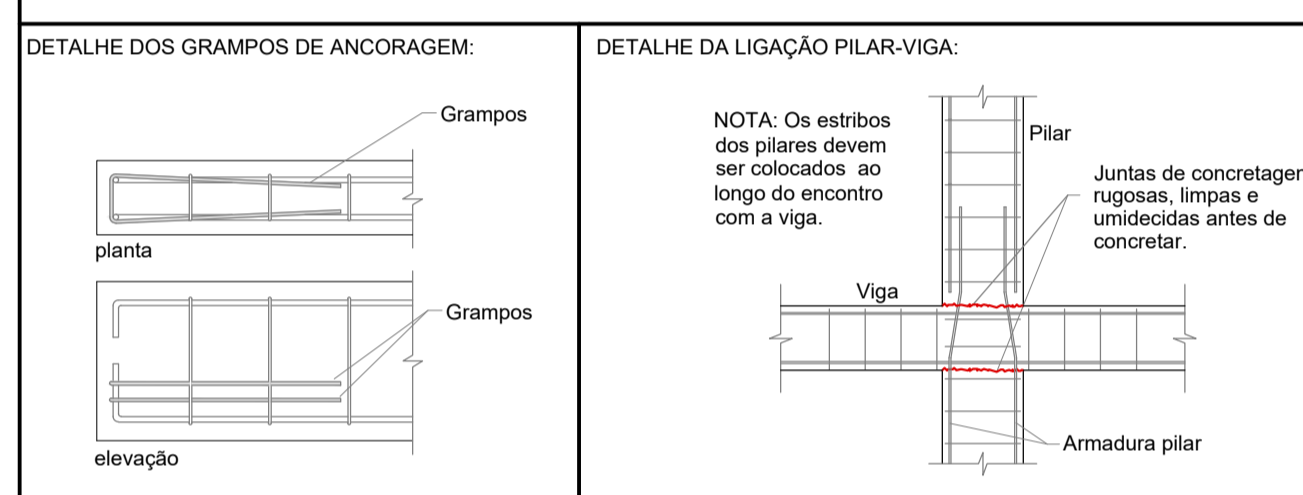 DETALHE DOS GRAMPOS DE ANCORAGEM:
Grampos
planta
Grampos
elevação
DETALHE DA LIGAÇÃO PILAR-VIGA:
NOTA: Os estribos
dos pilares devem
ser colocados ao
longo do encontro
com a viga.
Pilar
Juntas de concretager
rugosas, limpas e
umidecidas antes de
concretar.
Viga
Armadura pilar